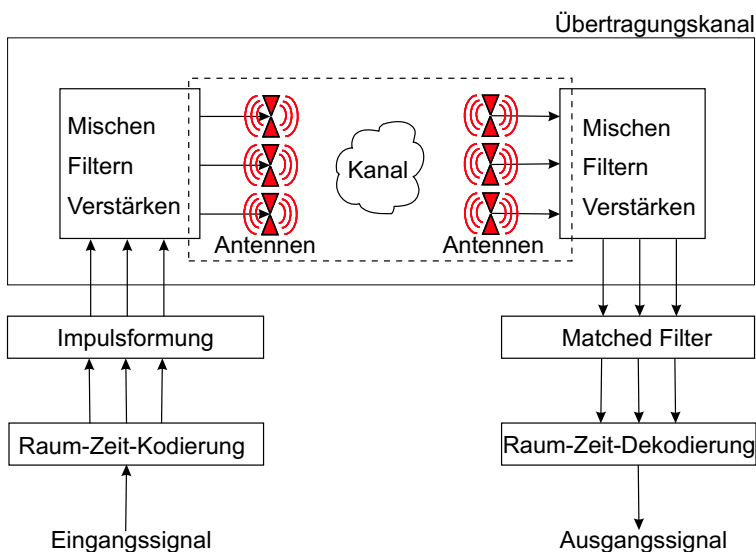 Übertragungskanal
Mischen
Filtern
Verstärken
Antennen
Kanal
Antennen
Mischen
Filtern
Verstärken
Impulsformung
Matched Filter
Raum-Zeit-Kodierung
Raum-Zeit-Dekodierung
Eingangssignal
Ausgangssignal